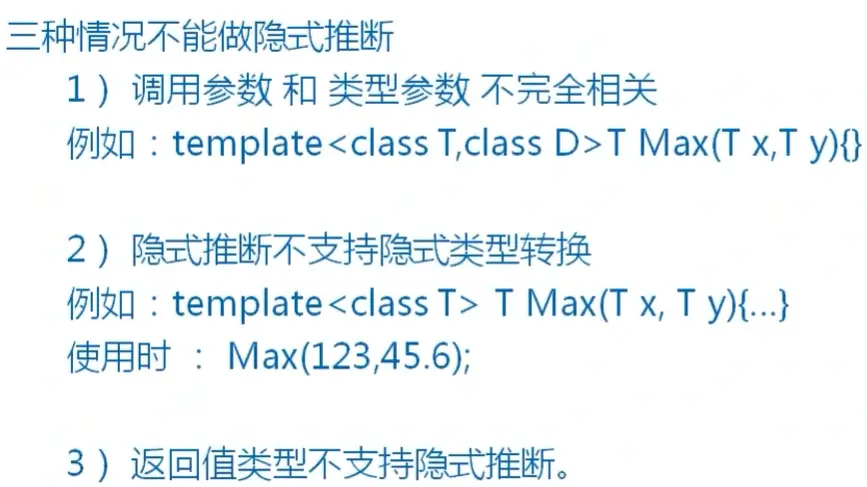 三种情况不能做隐式推断
1） 调用参数 和 类型参数 不完全相关
例如：template<class T,class D>T Max(T x,T y){}
2） 隐式推断不支持隐式类型转换
例如：template<class T> T Max(T x, T y){...}
使用时 ： Max(123,45.6);
3） 返回值类型不支持隐式推断。